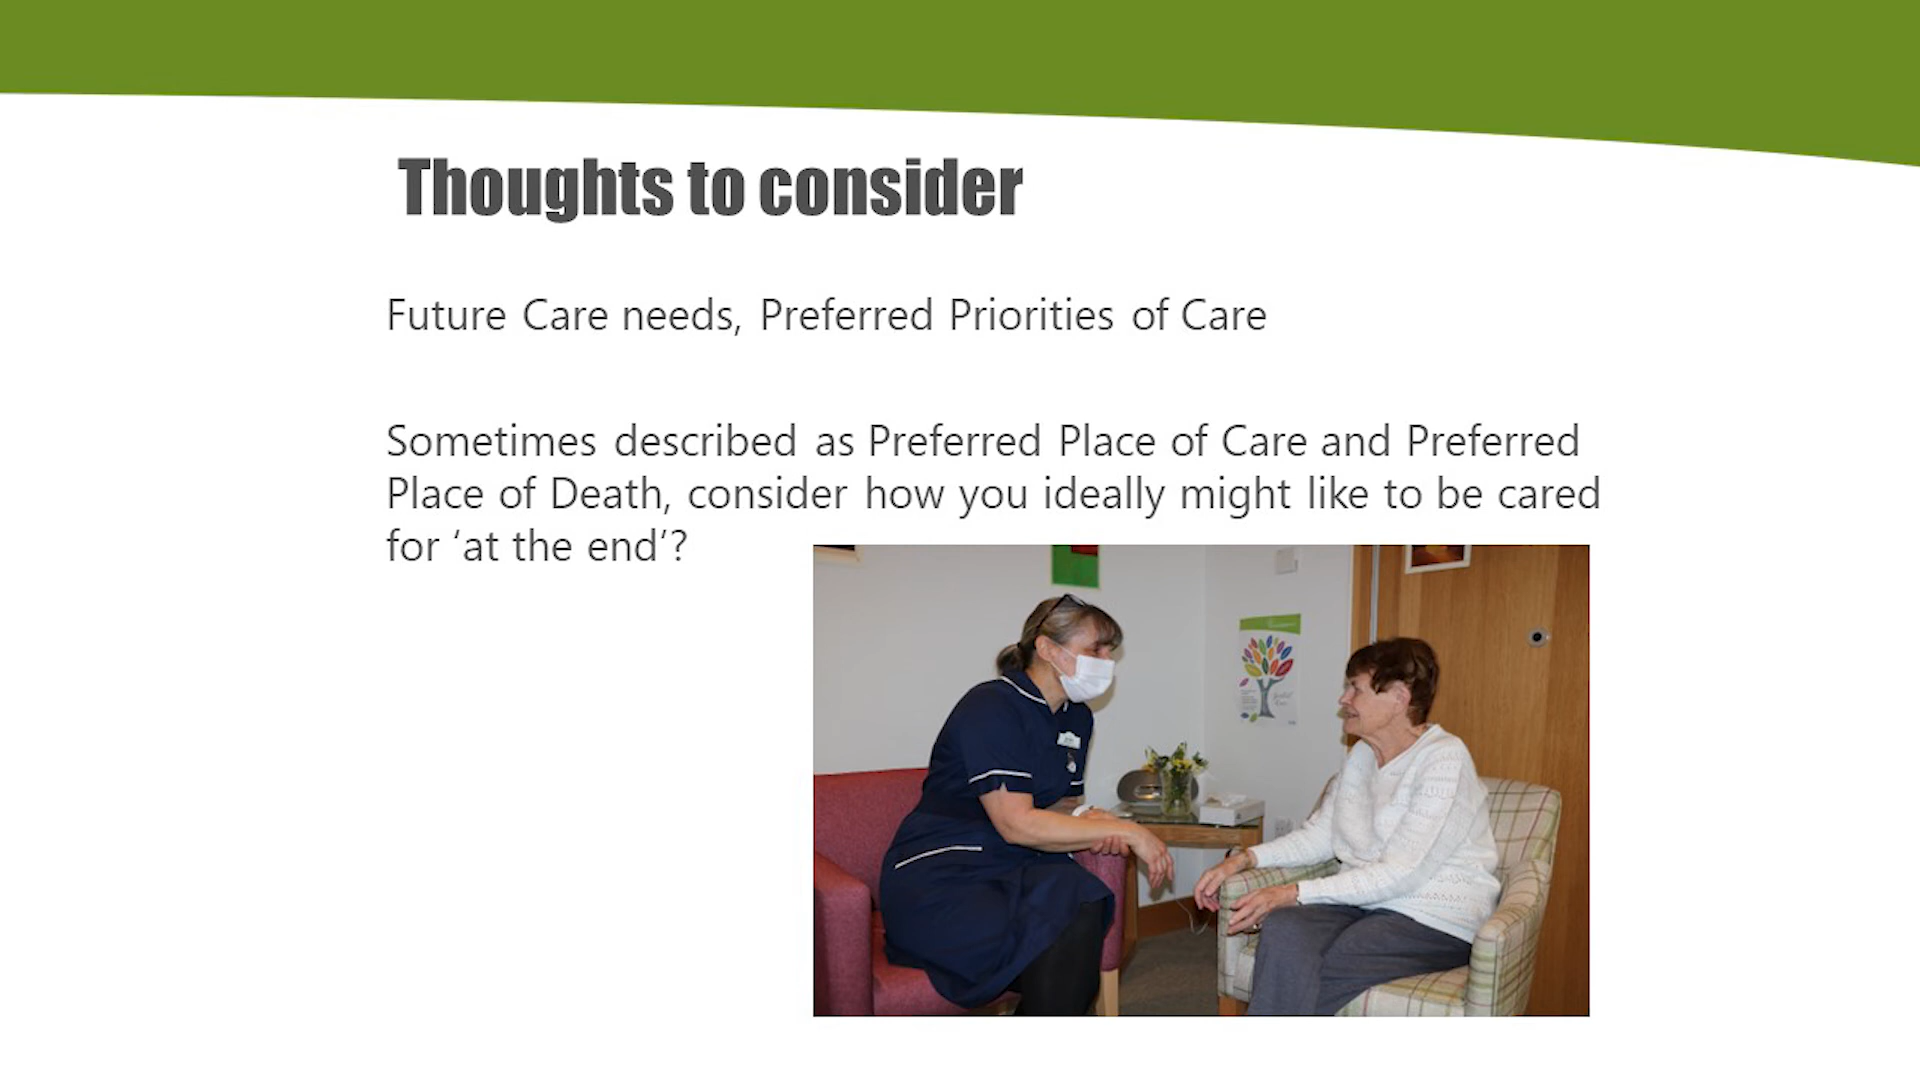 Thoughts to consider
Future Care needs, Preferred Priorities of Care
Sometimes described as Preferred Place of Care and Preferred
Place of Death, consider how you ideally might like to be cared
for ‘at the end’?